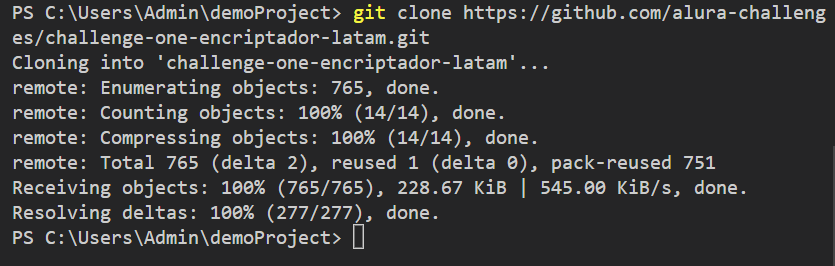 PS C:\Users\Admin\demoProject> git clone https://github.com/alura-challeng
es/challenge-one-encriptador-latam.git
Cloning into 'challenge-one-encriptador-latam'...
remote: Enumerating objects: 765, done.
remote: Counting objects: 100% (14/14), done.
remote: Compressing objects: 100% (14/14), done.
remote: Total 765 (delta 2), reused 1 (delta 0), pack-reused 751
Receiving objects: 100% (765/765), 228.67 KiB | 545.00 KiB/s, done.
Resolving deltas: 100% (277/277), done.
PS C:\Users\Admin\demoProject>